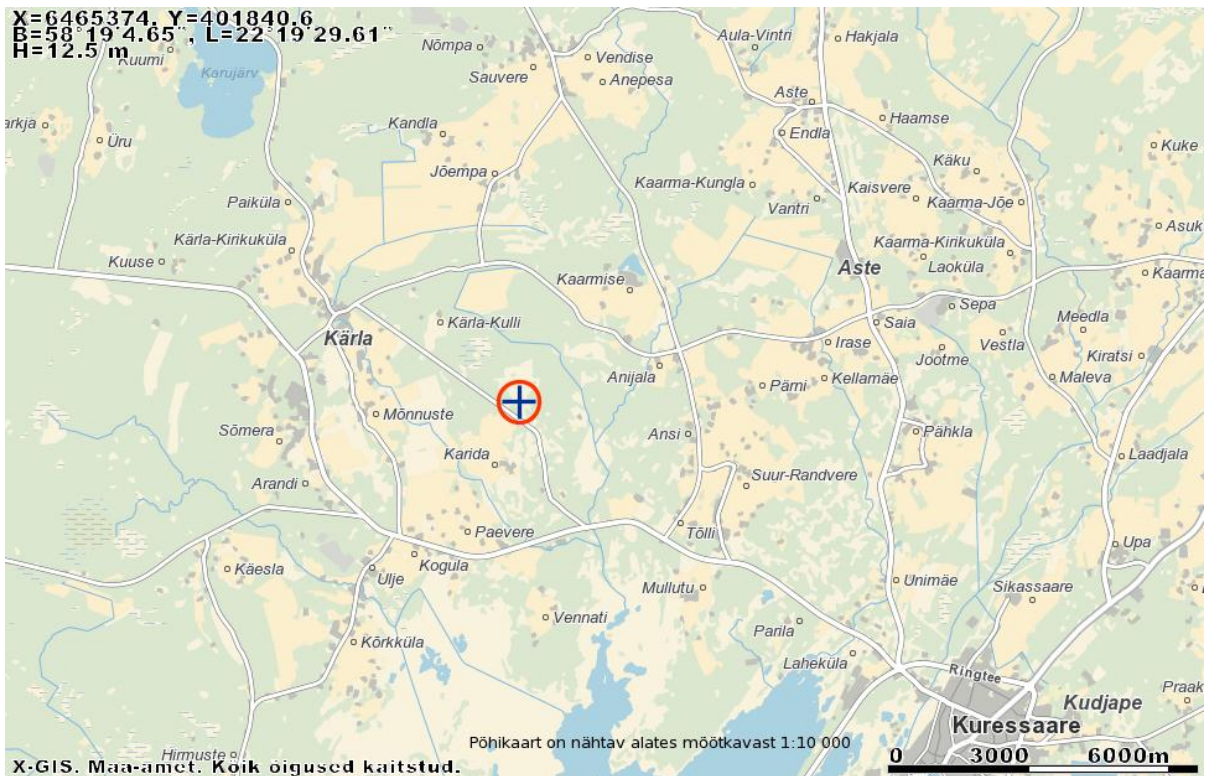 X=6465374, Y=401840.6
B=58°19'4.65", L=22°19'29.61"
H=12.5 m
Kuumi
Karujärv
Nõmpa
Sauvere
Vendise
Anepesa
Aula-Vintri
Hakjala
Aste
Haamse
Endla
arkja
Üru
Kandla
Jõempa
Kuke
Käku
Kaarma-Kungla
Kaisvere
Vantri
Kaarma-Jõe
Paiküla
Asuk
Kärla-Kirikuküla
Kaarma-Kirikuküla
Kuuse
Laoküla
Aste
Kaarmise
Kaarma
Sepa
Kärla-Kulli
Saia
Meedla
Kärla
Irase
Vestla
Jootme
Kiratsi
Anijala
Pärni
Kellamäe
Maleva
Mõnnuste
Sõmera
Ansi
Pähkla
Karida
Laadjala
Arandi
Suur-Randvere
Paevere
Tõlli
Upa
Käesla
Ulje
Kogula
Unimäe
Sikassaare
Mullutu
Vennati
Parila
Kõrkküla
Laheküla
Ringtee
Praak
Kudjape
Kuressaare
Hirmuste
Põhikaart on nähtav alates mõõtkavast 1:10 000
X-GIS. Maa-amet. Kõik õigused kaitstud.
0 3000 6000m